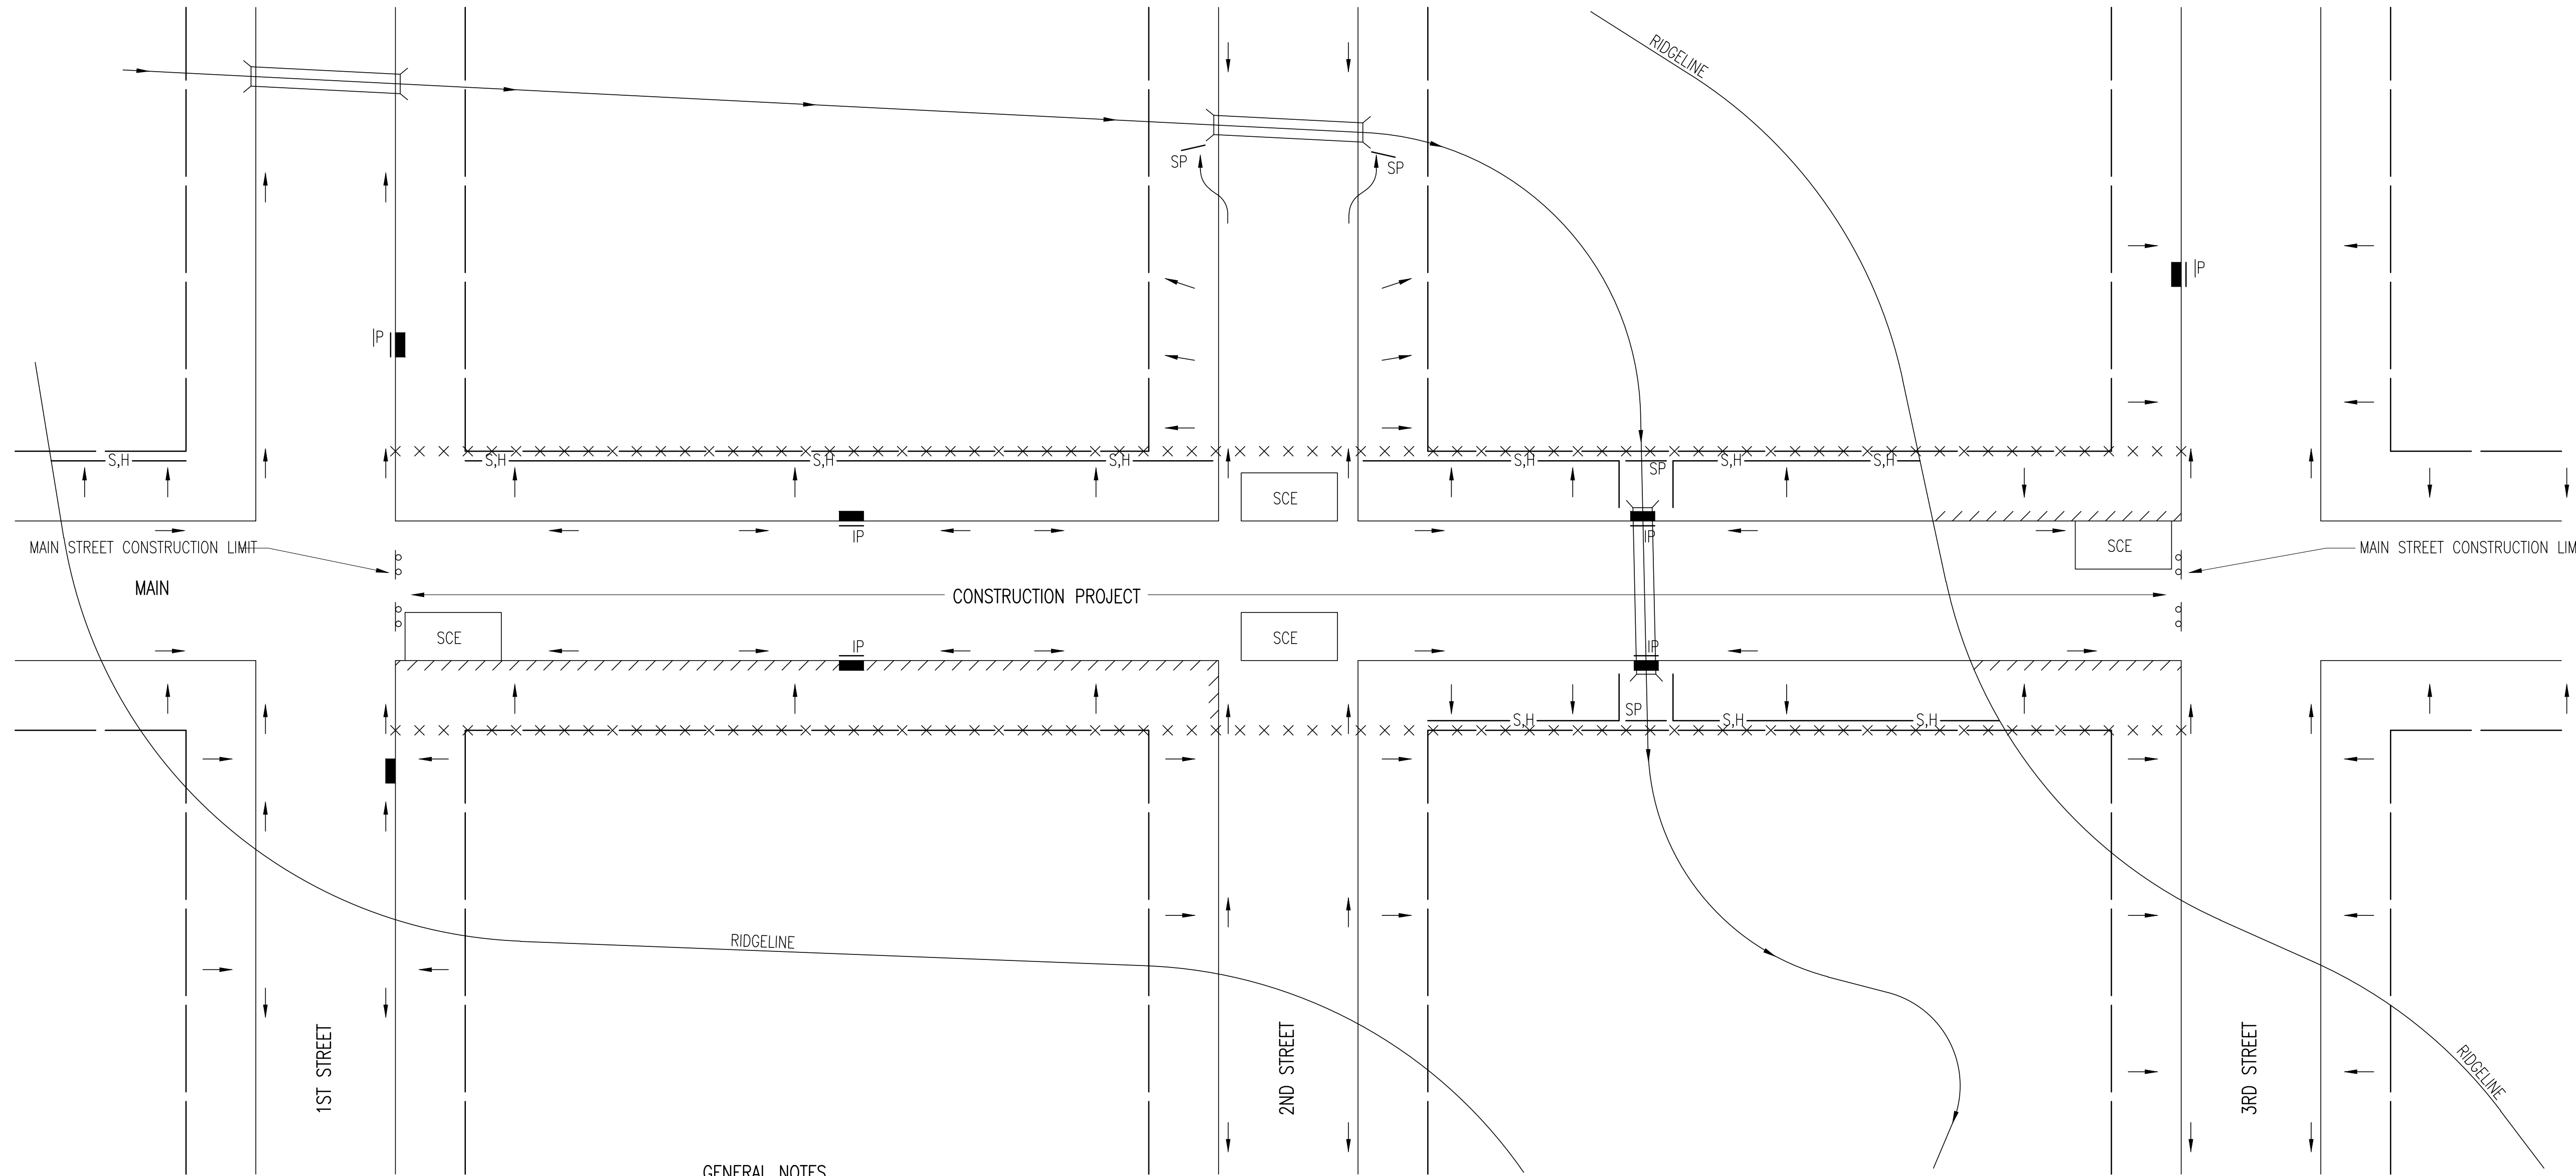 RIDGELINE
SP
SP
IP
IP
S,H
S,H
S,H
S,H
S,H
SP
S,H
S,H
SCE
IP
IP
MAIN STREET CONSTRUCTION LIMIT
SCE
MAIN STREET CONSTRUCTION LIM
MAIN
CONSTRUCTION PROJECT
SCE
SCE
IP
IP
SP
S,H
S,H
S,H
RIDGELINE
1ST STREET
2ND STREET
3RD STREET
RIDGELINE
GENERAL NOTES